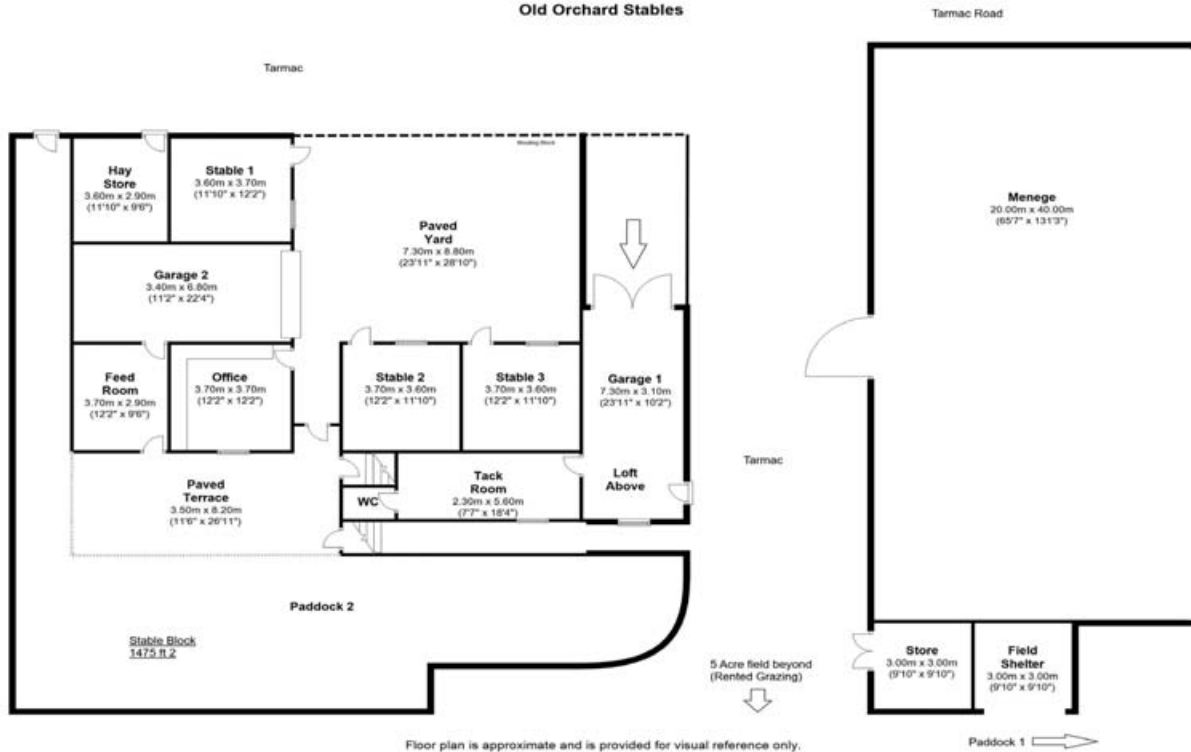 Old Orchard Stables
Tarmac Road
Tarmac
Mouting Block
Hay
Store
3.60m x 2.90m
(11'10" x 9'6")
Stable 1
3.60m x 3.70m
(11'10" x 12'2")
Paved
Yard
7.30m x 8.80m
(23'11" x 28'10")
Menege
20.00m x 40.00m
(65'7" x 131'3")
Garage 2
3.40m x 6.80m
(11'2" x 22'4")
Feed
Room
3.70m x 2.90m
(12'2" x 9'6")
Office
3.70m x 3.70m
(12'2" x 12'2")
Stable 2
3.70m x 3.60m
(12'2" x 11'10")
Stable 3
3.70m x 3.60m
(12'2" x 11'10")
Garage 1
7.30m x 3.10m
(23'11" x 10'2")
Loft
Above
Tarmac
Paved
Terrace
3.50m x 8.20m
(11'6" x 26'11")
WC
Tack
Room
2.30m x 5.60m
(7'7" x 18'4")
Paddock 2
Stable Block
1475 ft 2
5 Acre field beyond
(Rented Grazing)
Store
3.00m x 3.00m
(9'10" x 9'10")
Field
Shelter
3.00m x 3.00m
(9'10" x 9'10")
Paddock 1
Floor plan is approximate and is provided for visual reference only.